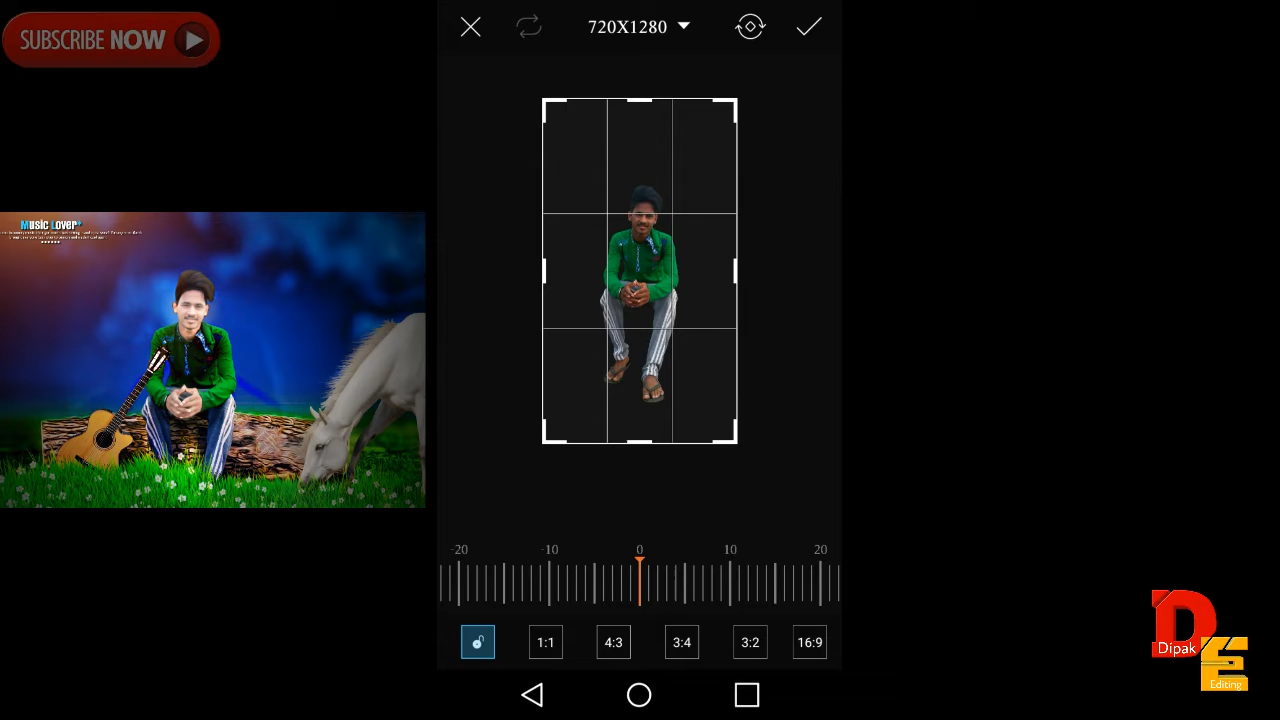 SUBSCRIBE NOW
720X1280
Music Lover
-20 -10 0 10 20
1:1 4:3 3:4 3:2 16:9
D
Dipak
E
Editing